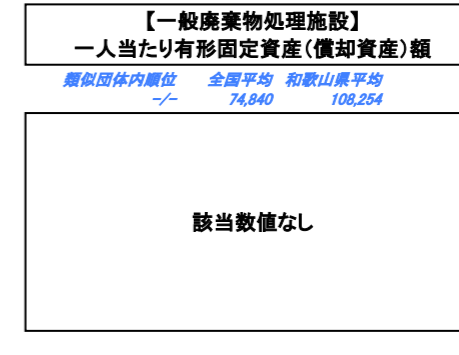 【一般廃棄物処理施設】
一人当たり有形固定資産(償却資産)額
類似団体内順位 全国平均 和歌山県平均
-/- 74,840 108,254
該当数値なし